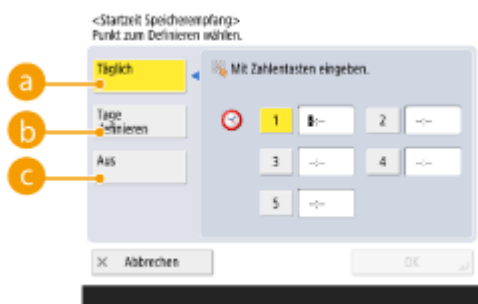 <Startzeit Speicherempfang>
Punkt zum Definieren wählen.
a
Täglich
Mit Zahlentasten eingeben.
b
Tage
definieren
1
-:--
2
--:--
c
Aus
3
--:--
4
--:--
5
--:--
× Abbrechen
OK